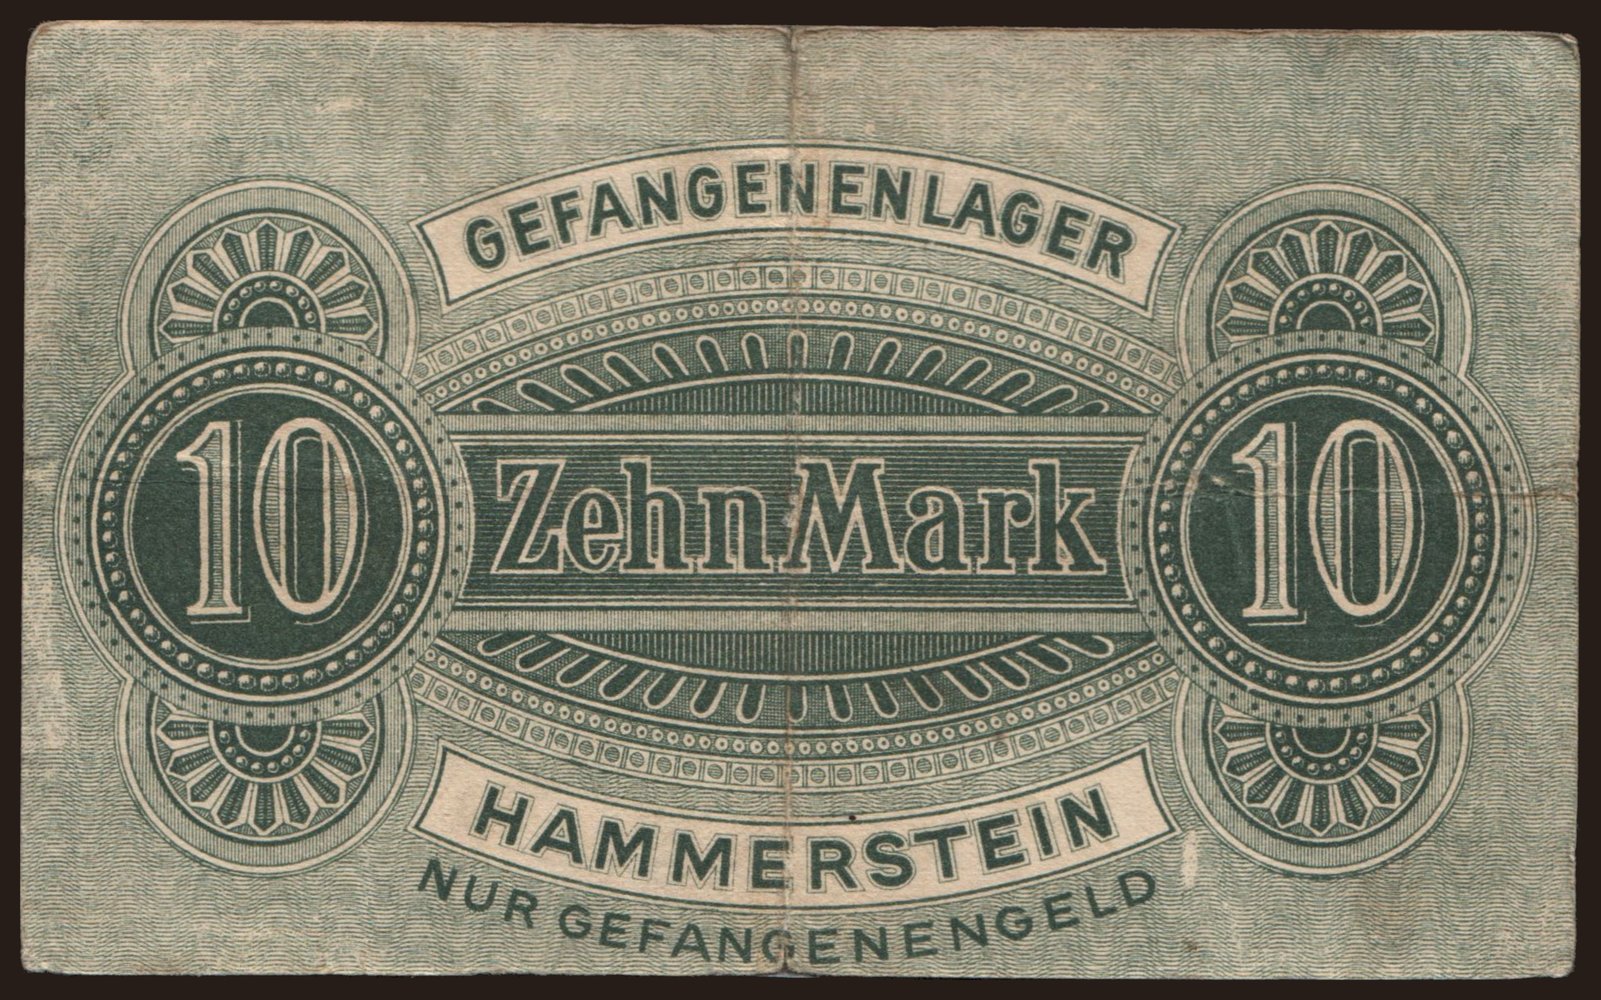 GEFANGENENLAGER
10 Zehn Mark 10
HAMMERSTEIN
NUR GEFANGENENGELD